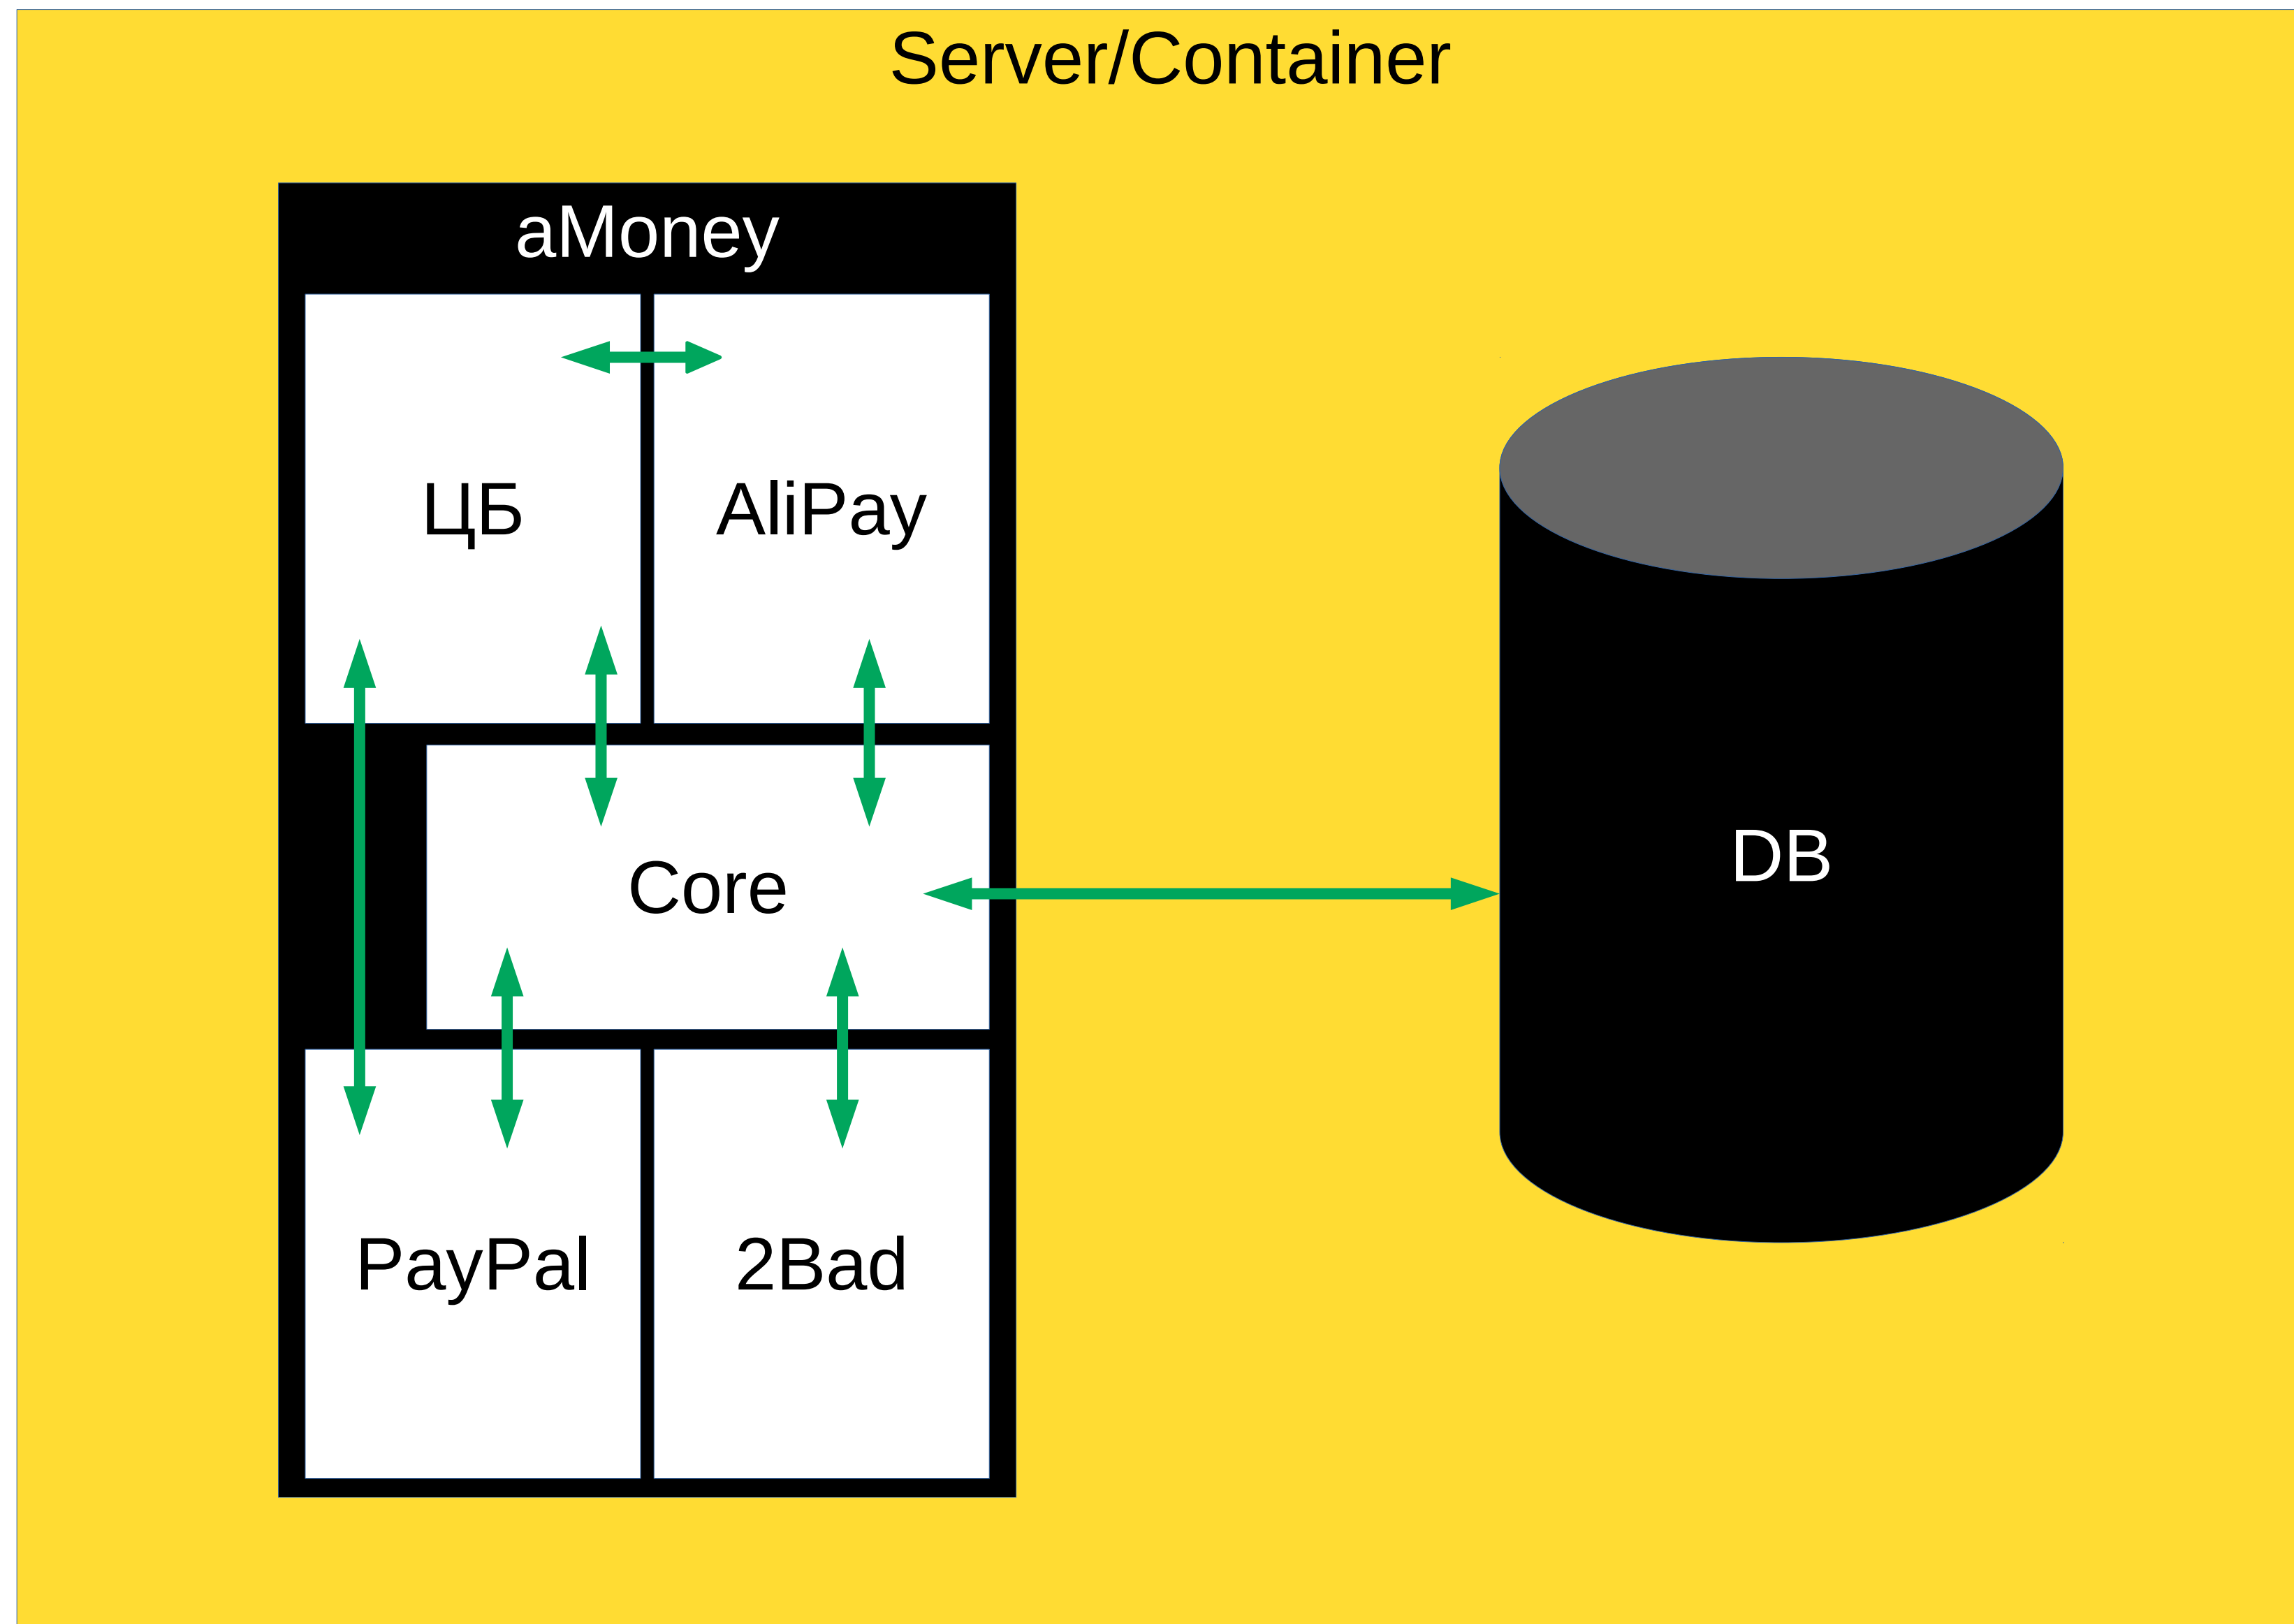 Server/Container
aMoney
ЦБ
AliPay
Core
DB
PayPal
2Bad